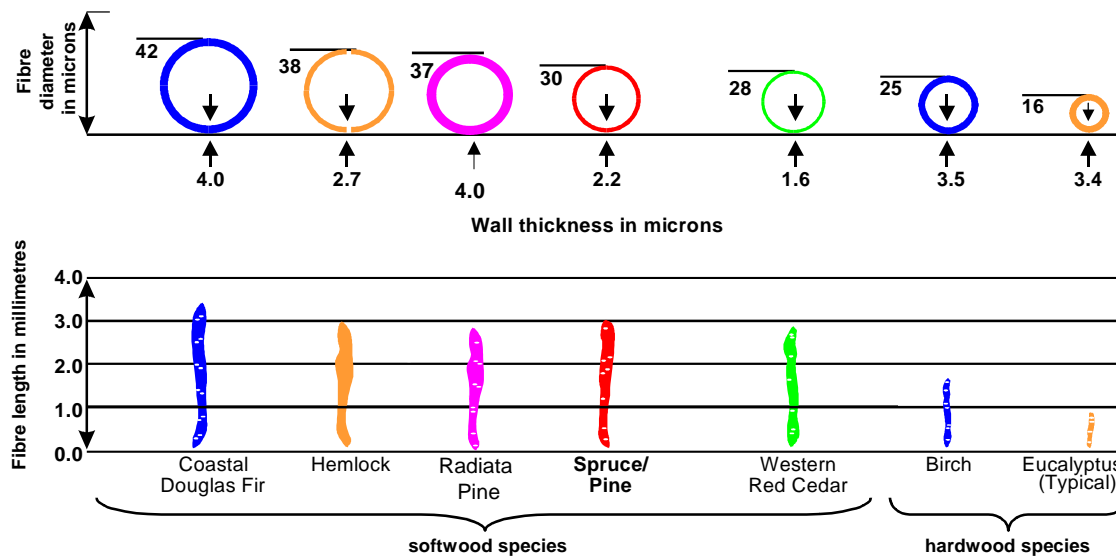 Fibre
diameter
in microns
42
38
37
30
28
25
16
4.0
2.7
4.0
2.2
1.6
3.5
3.4
Wall thickness in microns
Fibre length in millimetres
4.0
3.0
2.0
1.0
0.0
Coastal
Douglas Fir
Hemlock
Radiata
Pine
Spruce/
Pine
Western
Red Cedar
Birch
Eucalyptus
(Typical)
softwood species
hardwood species